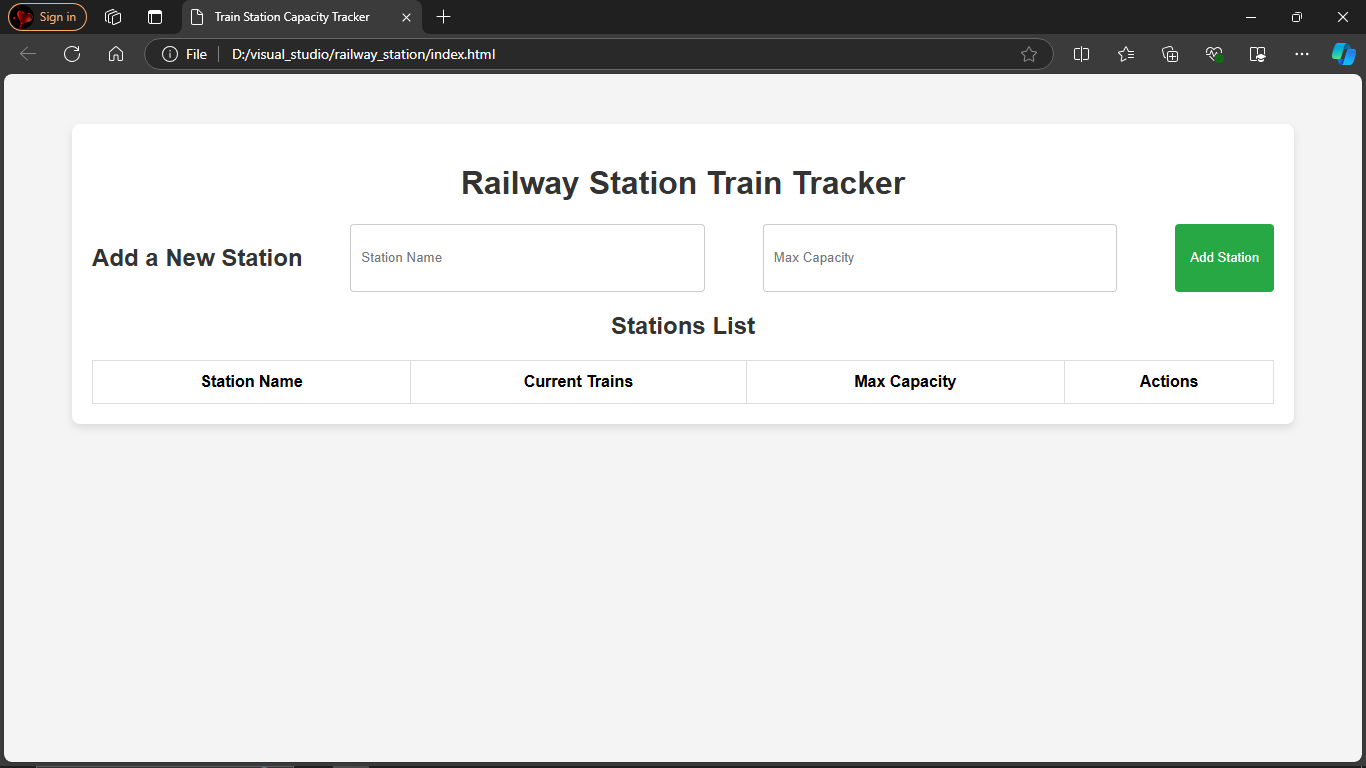 Sign in
Train Station Capacity Tracker
File
D:/visual_studio/railway_station/index.html
Railway Station Train Tracker
Add a New Station
Station Name
Max Capacity
Add Station
Stations List
Station Name Current Trains Max Capacity Actions